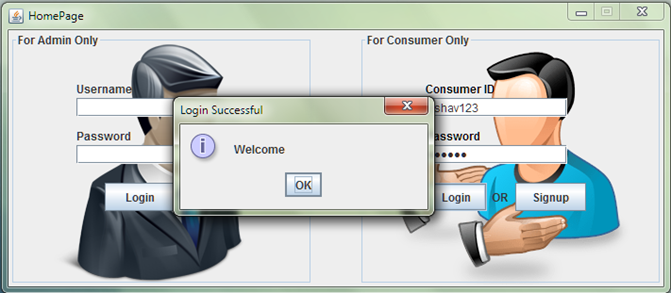 HomePage
For Admin Only
Username
Password
Login
For Consumer Only
Consumer ID
shav123
assword
Login OR Signup
Login Successful
Welcome
OK